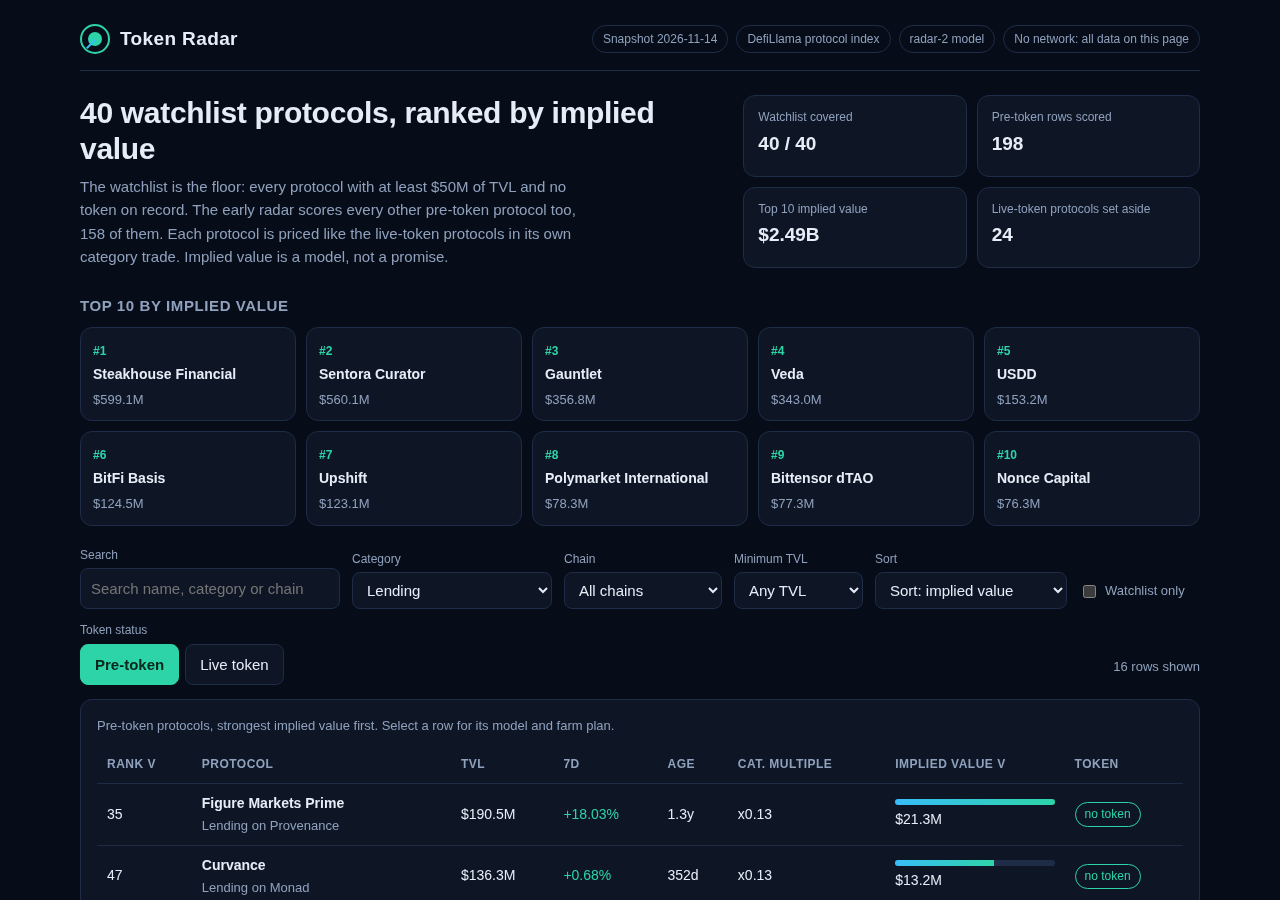 Token Radar
Snapshot 2026-11-14
DefiLlama protocol index
radar-2 model
No network: all data on this page
40 watchlist protocols, ranked by implied
value
The watchlist is the floor: every protocol with at least $50M of TVL and no
token on record. The early radar scores every other pre-token protocol too,
158 of them. Each protocol is priced like the live-token protocols in its own
category trade. Implied value is a model, not a promise.
Watchlist covered
40 / 40
Pre-token rows scored
198
Top 10 implied value
$2.49B
Live-token protocols set aside
24
TOP 10 BY IMPLIED VALUE
#1
Steakhouse Financial
$599.1M
#2
Sentora Curator
$560.1M
#3
Gauntlet
$356.8M
#4
Veda
$343.0M
#5
USDD
$153.2M
#6
BitFi Basis
$124.5M
#7
Upshift
$123.1M
#8
Polymarket International
$78.3M
#9
Bittensor dTAO
$77.3M
#10
Nonce Capital
$76.3M
Search
Search name, category or chain
Category
Lending
Chain
All chains
Minimum TVL
Any TVL
Sort
Sort: implied value
Watchlist only
Token status
Pre-token
Live token
16 rows shown
Pre-token protocols, strongest implied value first. Select a row for its model and farm plan.
RANK V PROTOCOL TVL 7D AGE CAT. MULTIPLE IMPLIED VALUE V TOKEN
35 Figure Markets Prime $190.5M +18.03% 1.3y x0.13 $21.3M no token
Lending on Provenance
47 Curvance $136.3M +0.68% 352d x0.13 $13.2M no token
Lending on Monad